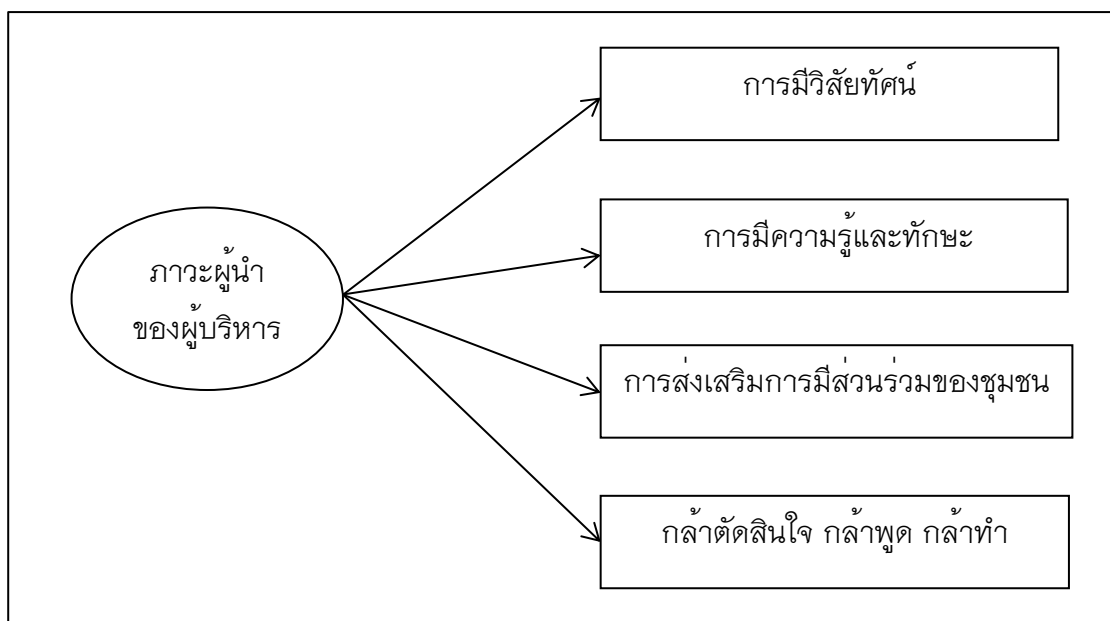 การมีวิสัยทัศน์
การมีความรู้และทักษะ
ภาวะผู้นำ
ของผู้บริหาร
การส่งเสริมการมีส่วนร่วมของชุมชน
กล้าตัดสินใจ กล้าพูด กล้าทำ